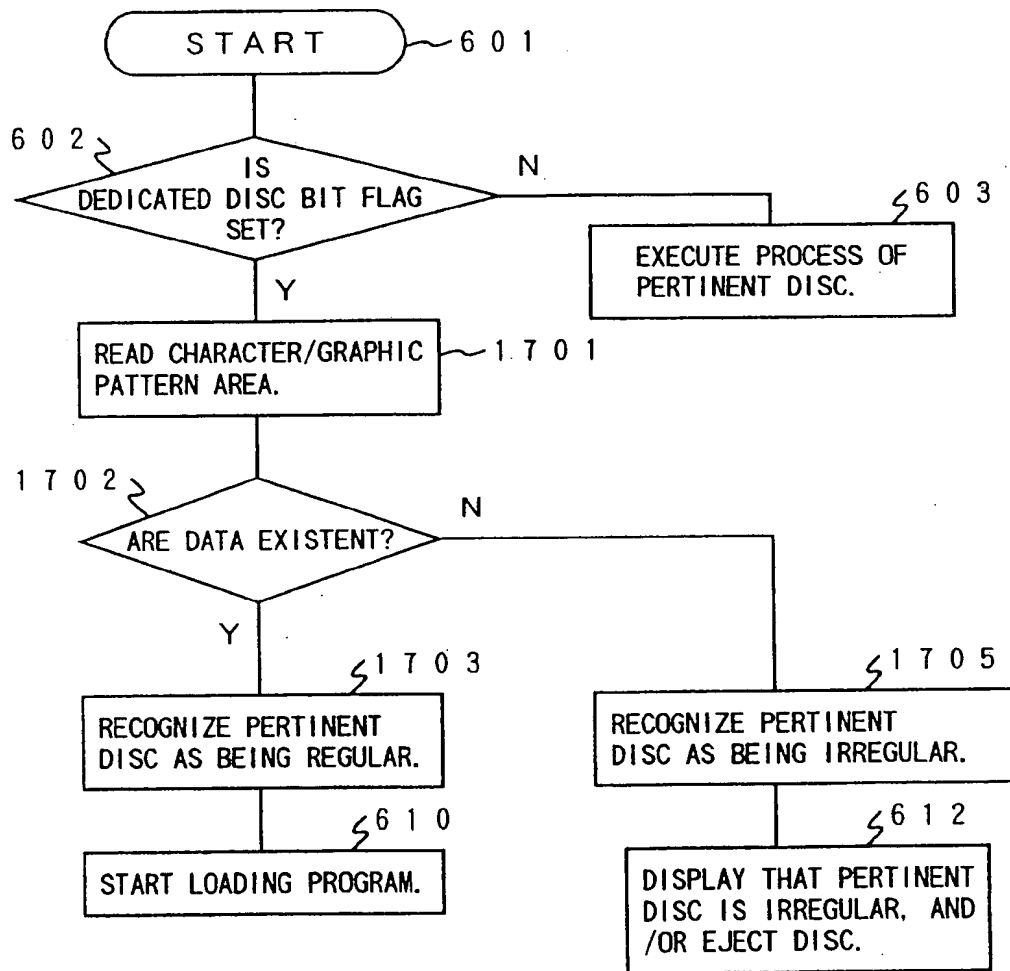 START
601
602
IS
DEDICATED DISC BIT FLAG
SET?
N
603
EXECUTE PROCESS OF
PERTINENT DISC.
Y
READ CHARACTER/GRAPHIC
PATTERN AREA.
1701
1702
ARE DATA EXISTENT?
N
Y
1703
RECOGNIZE PERTINENT
DISC AS BEING REGULAR.
1705
RECOGNIZE PERTINENT
DISC AS BEING IRREGULAR.
610
START LOADING PROGRAM.
612
DISPLAY THAT PERTINENT
DISC IS IRREGULAR, AND
/OR EJECT DISC.